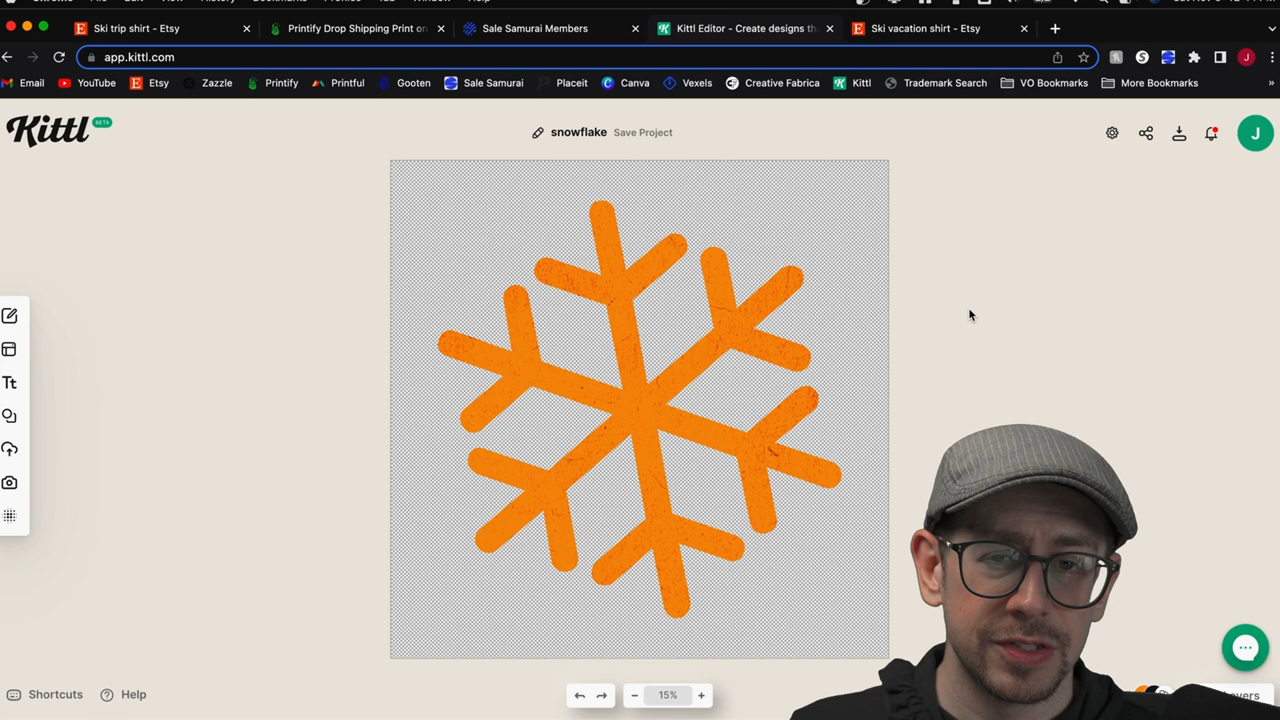 Ski trip shirt - Etsy
Printify Drop Shipping Print on
Sale Samurai Members
Kittl Editor - Create designs th
Ski vacation shirt - Etsy
app.kittl.com
Email YouTube Etsy Zazzle Printify Printful Gooten Sale Samurai Placeit Canva Vexels Creative Fabrica Kittl Trademark Search VO Bookmarks More Bookmarks
Kittl BETA
snowflake Save Project
J
Tt
Shortcuts Help
15%